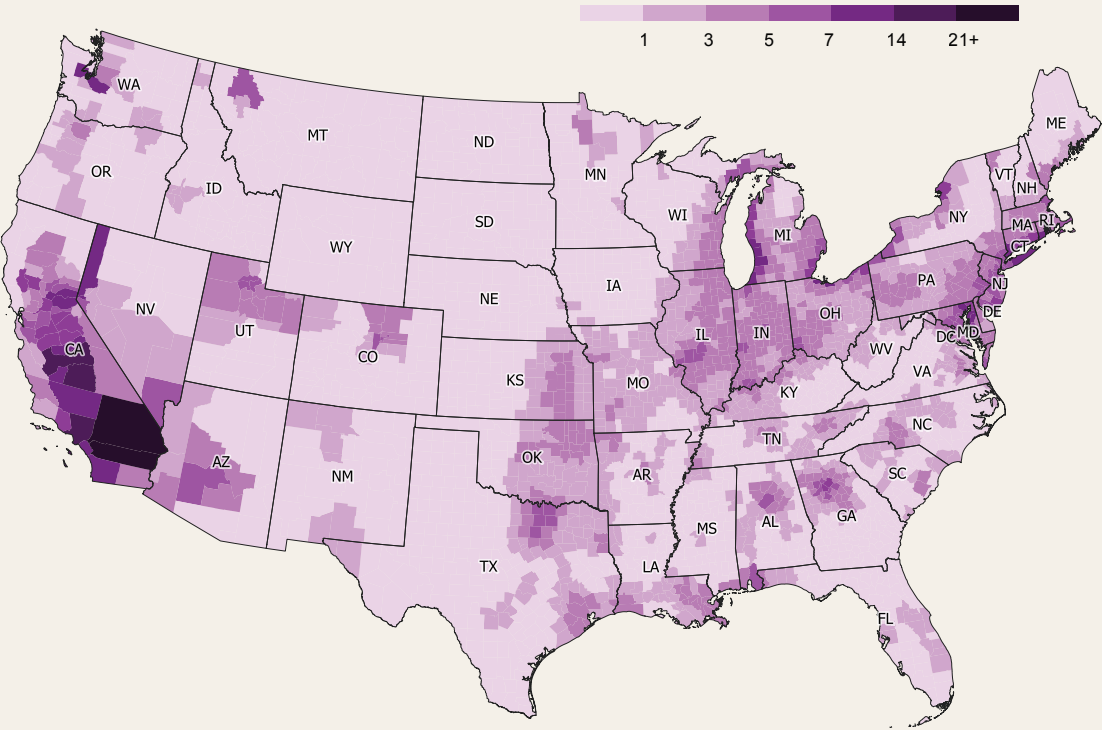 1 3 5 7 14 21+
WA
MT
ND
MN
ME
OR
ID
SD
WI
VT
NH
NY
MA
RI
CT
WY
MI
IA
NE
PA
NJ
NV
UT
IL
IN
OH
DE
CA
CO
WV
DC
MD
KS
MO
KY
VA
AZ
NM
OK
TN
NC
AR
SC
TX
MS
AL
GA
LA
FL